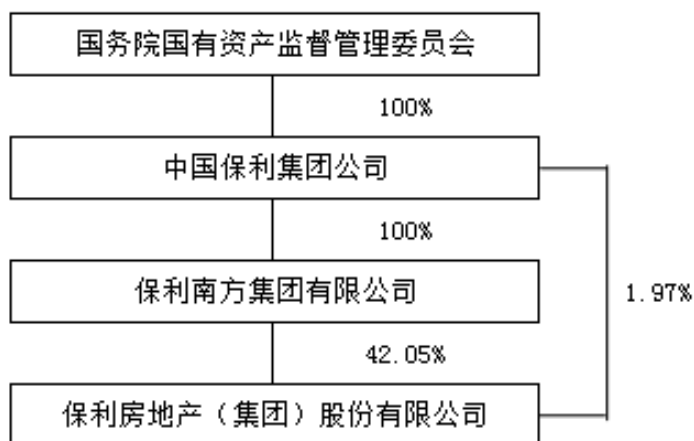 国务院国有资产监督管理委员会
100%
中国保利集团公司
100%
保利南方集团有限公司
1.97%
42.05%
保利房地产（集团）股份有限公司